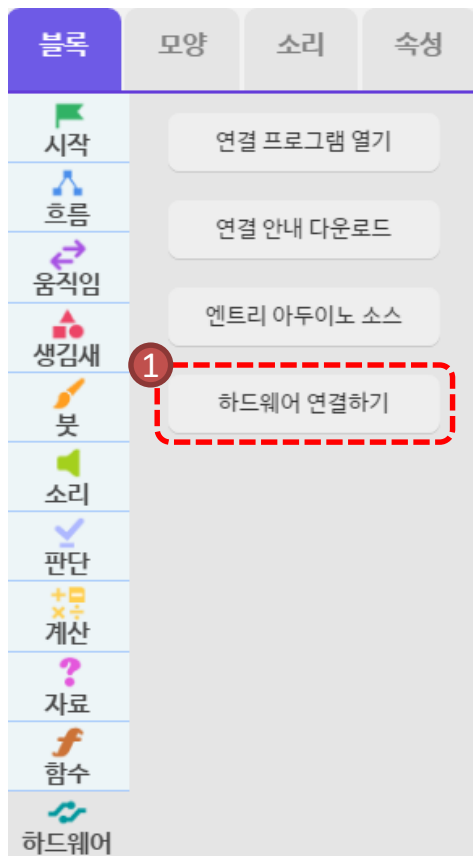 블록 모양 소리 속성
시작
흐름
움직임
생김새
붓
소리
판단
계산
자료
함수
하드웨어
연결 프로그램 열기
연결 안내 다운로드
엔트리 아두이노 소스
1
하드웨어 연결하기